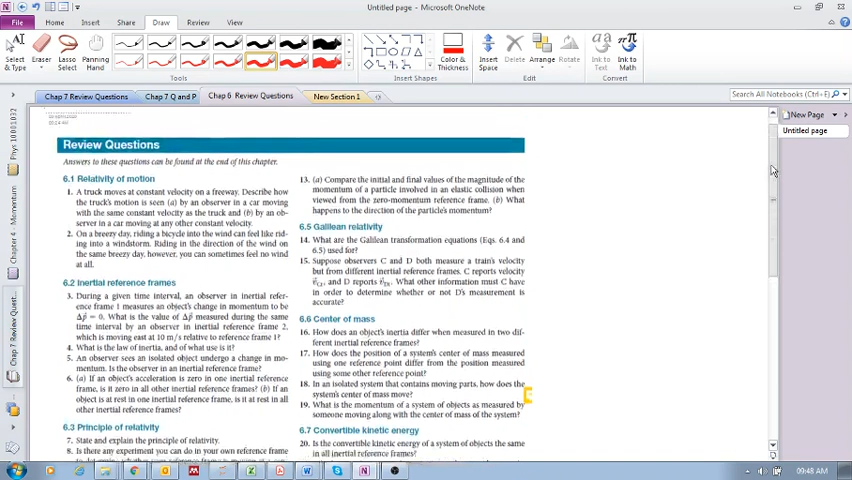 Untitled page - Microsoft OneNote
File Home Insert Share Draw Review View
Select & Type
Eraser
Lasso Select
Panning Hand
Color & Thickness
Insert Space
Delete
Arrange
Rotate
Ink to Text
Ink to Math
Tools Insert Shapes Edit Convert
Chap 7 Review Questions Chap 7 Q and P Chap 6 Review Questions New Section 1
Search All Notebooks (Ctrl+E)
New Page
Untitled page
Phys 10001032
Chapter 4 - Momentum
Chap 7 Review Quest...
Review Questions
Answers to these questions can be found at the end of this chapter.
6.1 Relativity of motion
1. A truck moves at constant velocity on a freeway. Describe how
the truck's motion is seen (a) by an observer in a car moving
with the same constant velocity as the truck and (b) by an ob-
server in a car moving at any other constant velocity.
2. On a breezy day, riding a bicycle into the wind can feel like rid-
ing into a windstorm. Riding in the direction of the wind on
the same breezy day, however, you can sometimes feel no wind
at all.
6.2 Inertial reference frames
3. During a given time interval, an observer in inertial refer-
ence frame 1 measures an object's change in momentum to be
Δp⃗ = 0. What is the value of Δp⃗ measured during the same
time interval by an observer in inertial reference frame 2,
which is moving east at 10 m/s relative to reference frame 1?
4. What is the law of inertia, and of what use is it?
5. An observer sees an isolated object undergo a change in mo-
mentum. Is the observer in an inertial reference frame?
6. (a) If an object's acceleration is zero in one inertial reference
frame, is it zero in all other inertial frames? (b) If an
object is at rest in one inertial frame, is it at rest in all
other inertial reference frames?
6.3 Principle of relativity
7. State and explain the principle of relativity.
8. Is there any experiment you can do in your own reference frame
13. (a) Compare the initial and final values of the magnitude of the
momentum of a particle involved in an elastic collision when
viewed from the zero-momentum reference frame. (b) What
happens to the direction of the particle's momentum?
6.5 Galilean relativity
14. What are the Galilean transformation equations (Eqs. 6.4 and
6.5) used for?
15. Suppose observers C and D both measure a train's velocity
but from different inertial reference frames. C reports velocity
v⃗Ct, and D reports v⃗Dt. What other information must C have
in order to determine whether or not D's measurement is
accurate?
6.6 Center of mass
16. How does an object's inertia differ when measured in two dif-
ferent inertial reference frames?
17. How does the position of a system's center of mass measured
using one reference point differ from the position measured
using some other reference point?
18. In an isolated system that contains moving parts, how does the
system's center of mass move?
19. What is the momentum of a system of objects as measured by
someone moving along with the center of mass of the system?
6.7 Convertible kinetic energy
20. Is the convertible kinetic energy of a system of objects the same
in all inertial reference frames?
09:48 AM